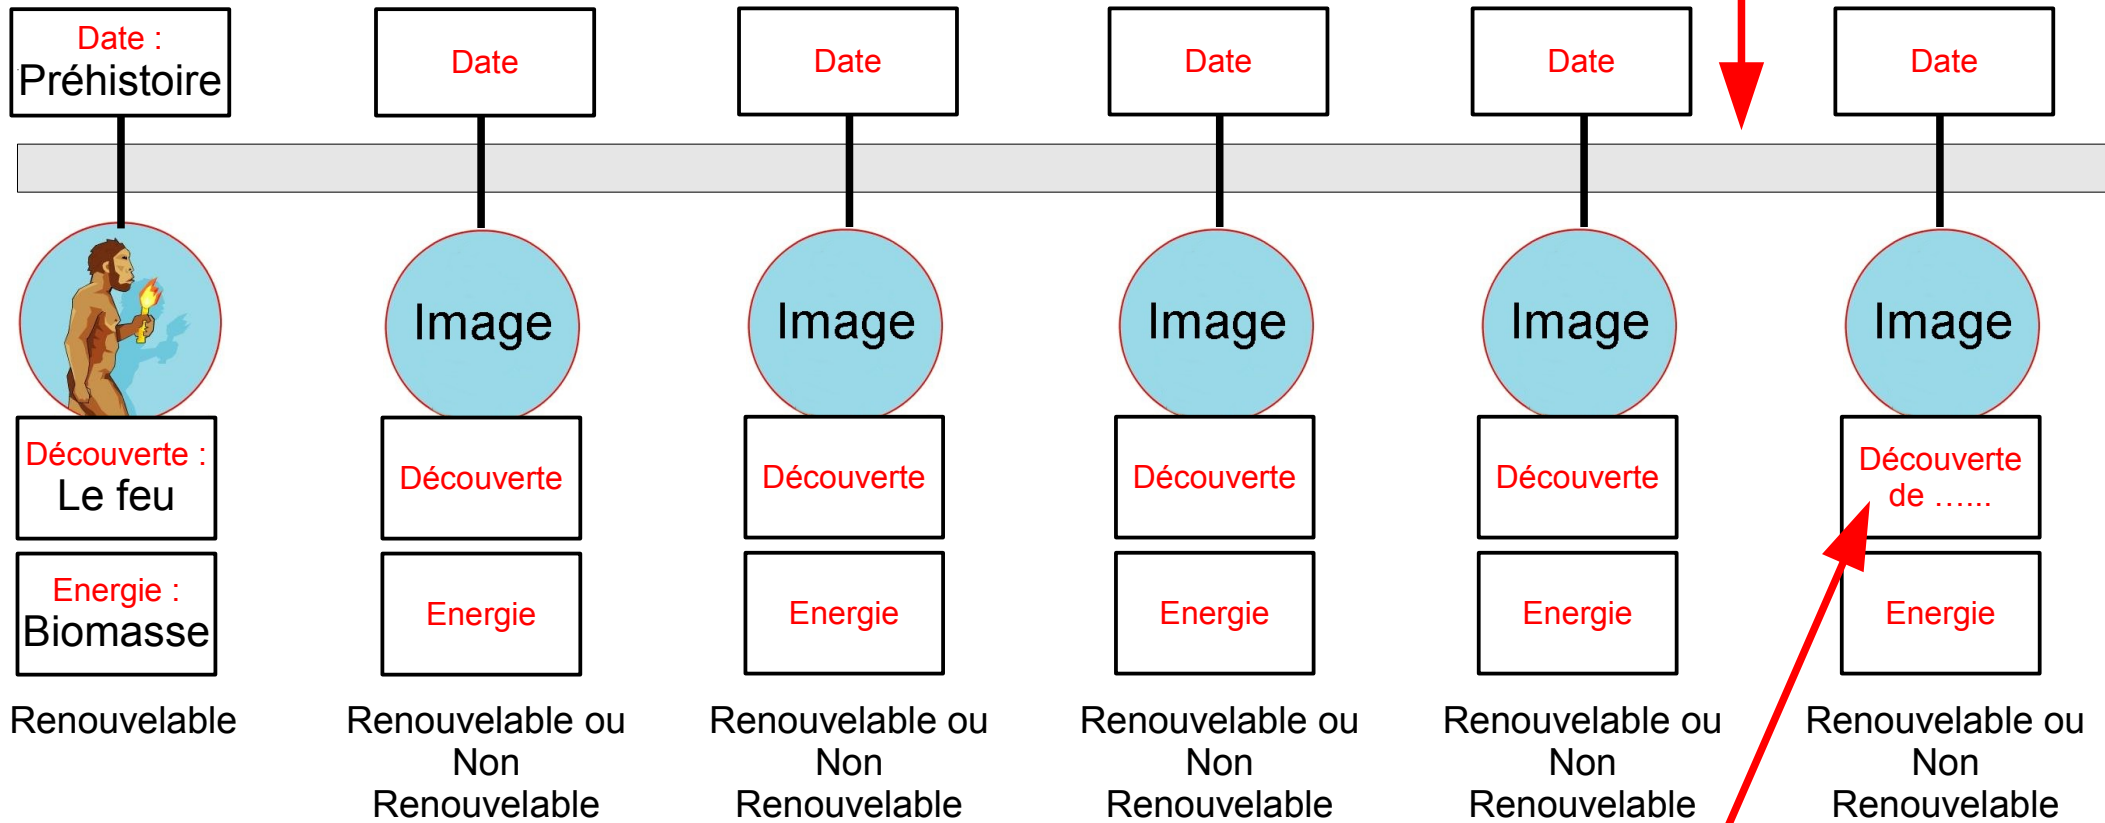 Date :
Préhistoire
Date
Date
Date
Date
Date
Image
Image
Image
Image
Image
Découverte :
Le feu
Découverte
Découverte
Découverte
Découverte
Découverte
de …...
Energie :
Biomasse
Energie
Energie
Energie
Energie
Energie
Renouvelable
Renouvelable ou
Non
Renouvelable
Renouvelable ou
Non
Renouvelable
Renouvelable ou
Non
Renouvelable
Renouvelable ou
Non
Renouvelable
Renouvelable ou
Non
Renouvelable